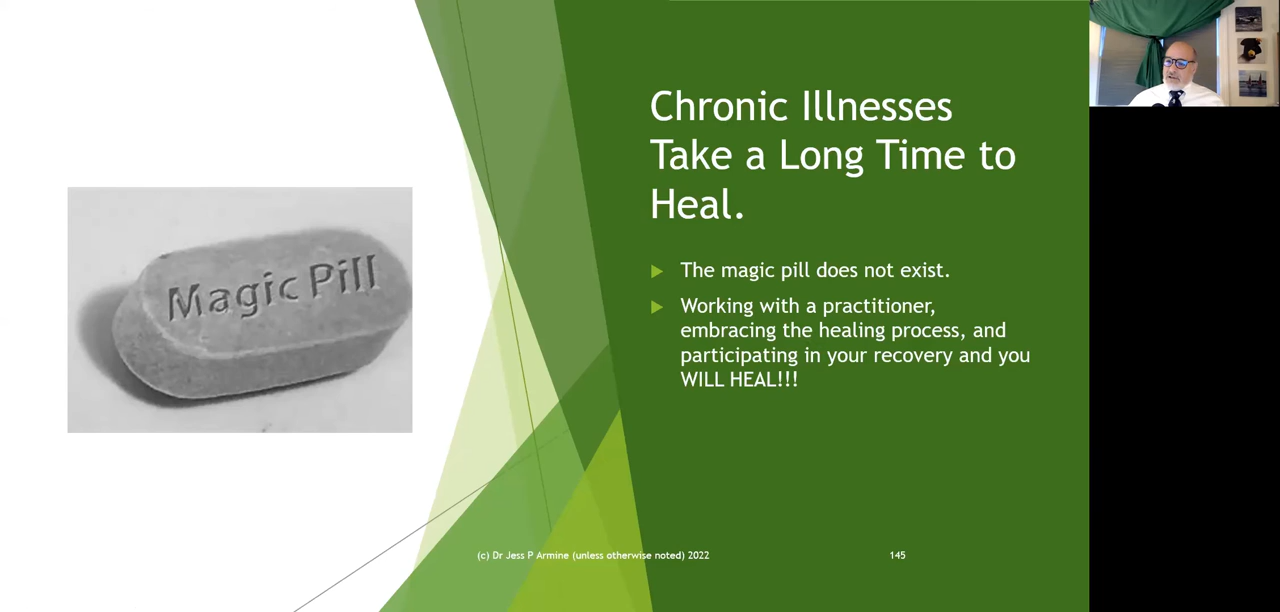 Magic Pill
Chronic Illnesses
Take a Long Time to
Heal.
The magic pill does not exist.
Working with a practitioner,
embracing the healing process, and
participating in your recovery and you
WILL HEAL!!!
(c) Dr Jess P Armine (unless otherwise noted) 2022
145